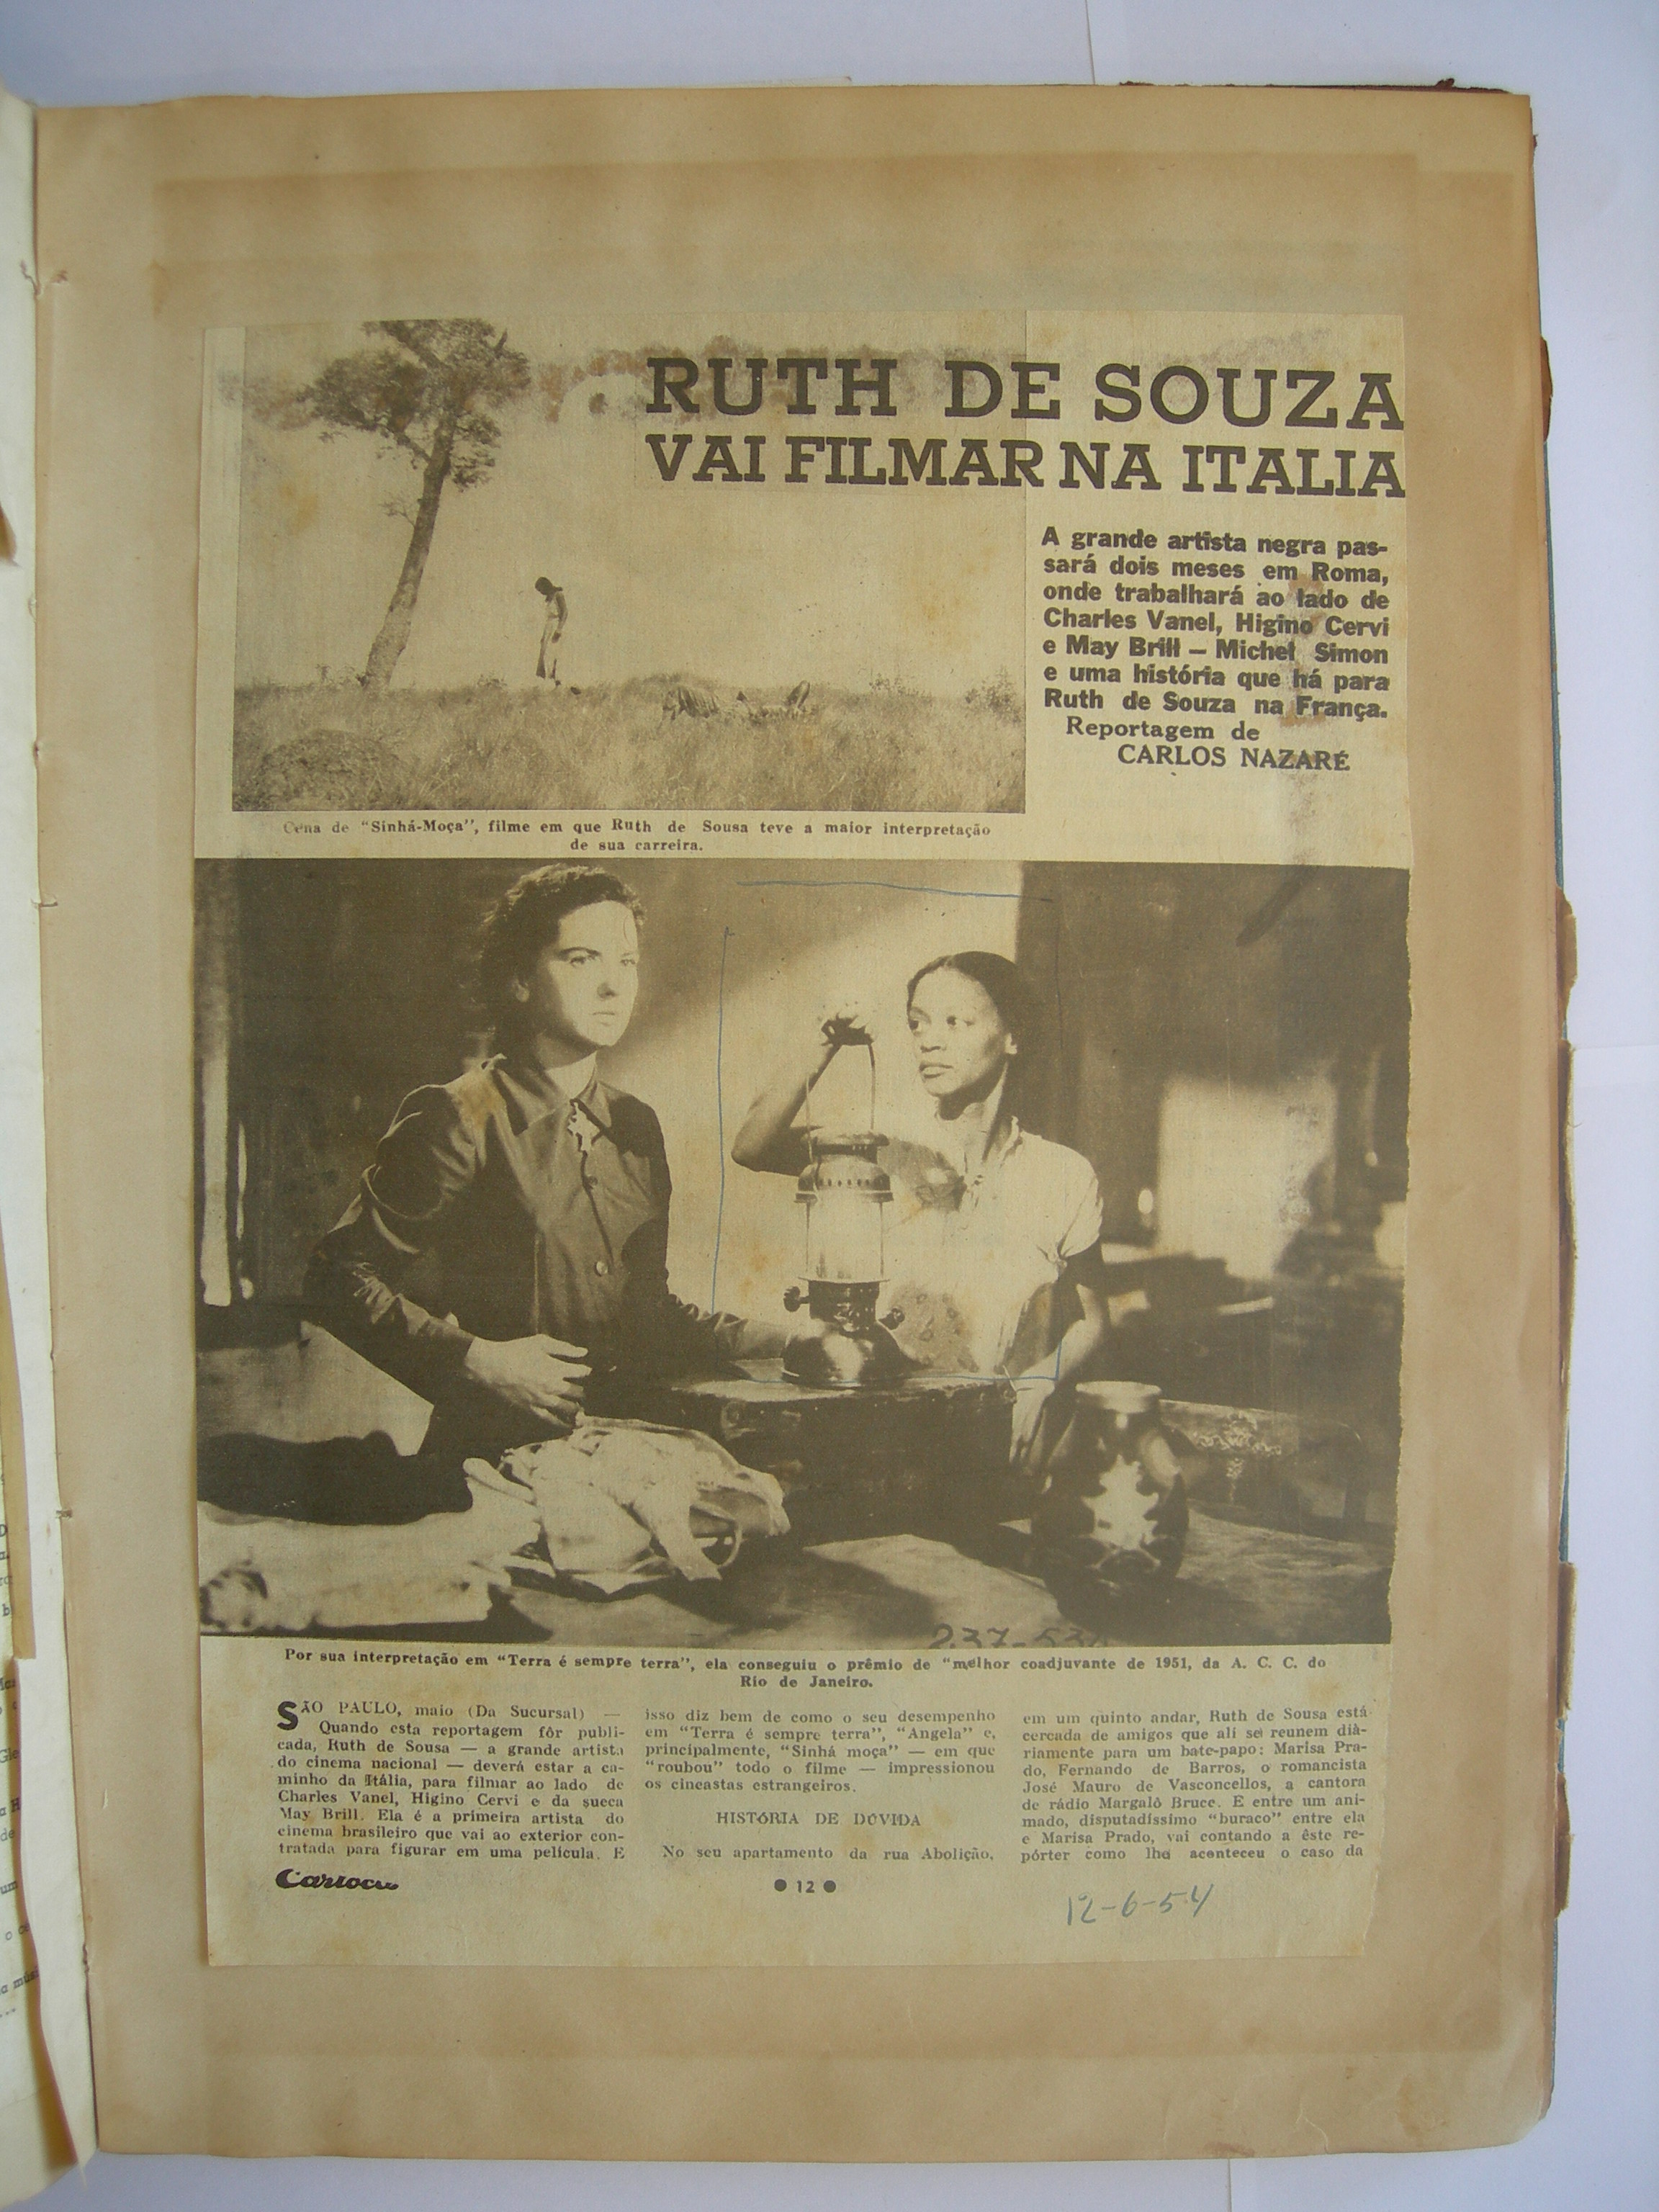 RUTH DE SOUZA
VAI FILMAR NA ITALIA
A grande artista negra pas-
sará dois meses em Roma,
onde trabalhará ao lado de
Charles Vanel, Higino Cervi
e May Brill — Michel Simon
e uma história que há para
Ruth de Souza na França.
Reportagem de
CARLOS NAZARÉ
Cena de "Sinhá-Moça", filme em que Ruth de Sousa teve a maior interpretação
de sua carreira.
Por sua interpretação em "Terra é sempre terra", ela conseguiu o prêmio de "melhor coadjuvante de 1951, da A. C. C. do
Rio de Janeiro.
SÃO PAULO, maio (Da Sucursal) —
Quando esta reportagem fôr publi-
cada, Ruth de Sousa — a grande artista
do cinema nacional — deverá estar a ca-
minho da Itália, para filmar ao lado de
Charles Vanel, Higino Cervi e da sueca
May Brill. Ela é a primeira artista do
cinema brasileiro que vai ao exterior con-
tratada para figurar em uma película. E
isso diz bem de como o seu desempenho
em "Terra é sempre terra", "Angela" e,
principalmente, "Sinhá moça" — em que
"roubou" todo o filme — impressionou
os cineastas estrangeiros.
HISTÓRIA DE DÚVIDA
No seu apartamento da rua Abolição,
em um quinto andar, Ruth de Sousa está
cercada de amigos que ali se reunem diá-
riamente para um bate-papo: Marisa Pra-
do, Fernando de Barros, o romancista
José Mauro de Vasconcellos, a cantora
de rádio Margalô Bruce. E entre um ani-
mado, disputadíssimo "buraco" entre ela
e Marisa Prado, vai contando a êste re-
pórter como lha aconteceu o caso da
Carioca
● 12 ●
12-6-54